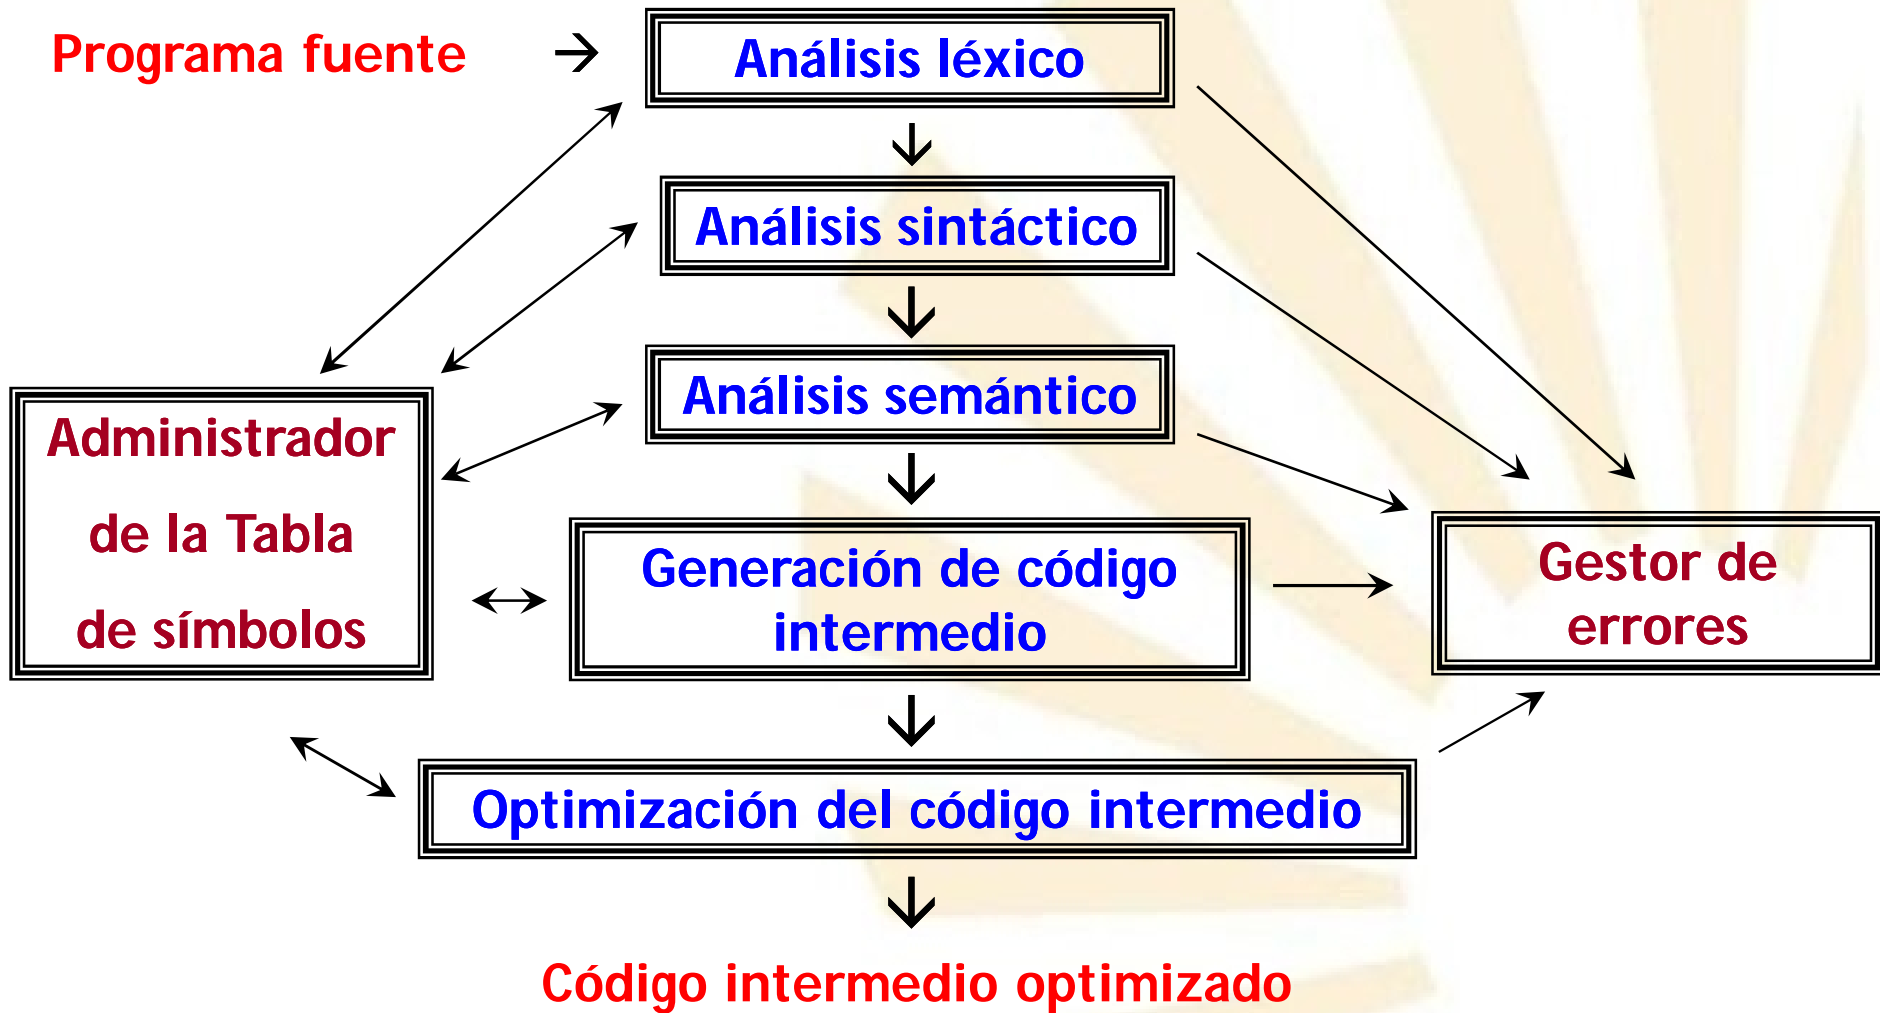 Programa fuente → Análisis léxico
Análisis sintáctico
Análisis semántico
Administrador
de la Tabla
de símbolos
Generación de código
intermedio
Gestor de
errores
Optimización del código intermedio
Código intermedio optimizado